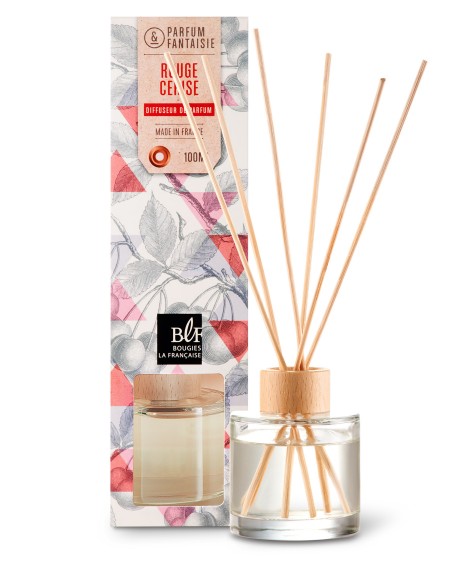 &
PARFUM
FANTAISIE
ROUGE
CERISE
DIFFUSEUR DE PARFUM
MADE IN FRANCE
100M
BLF
BOUGIES
LA FRANÇAISE